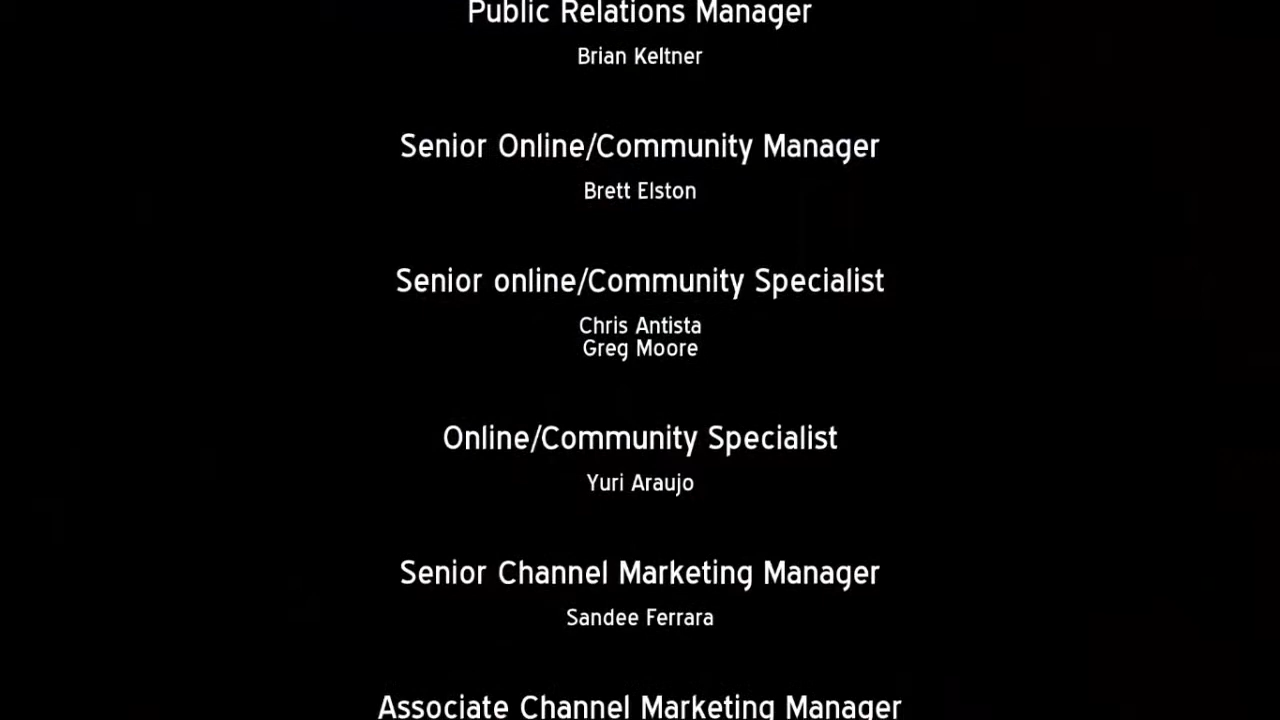 Public Relations Manager
Brian Keltner
Senior Online/Community Manager
Brett Elston
Senior online/Community Specialist
Chris Antista
Greg Moore
Online/Community Specialist
Yuri Araujo
Senior Channel Marketing Manager
Sandee Ferrara
Associate Channel Marketing Manager